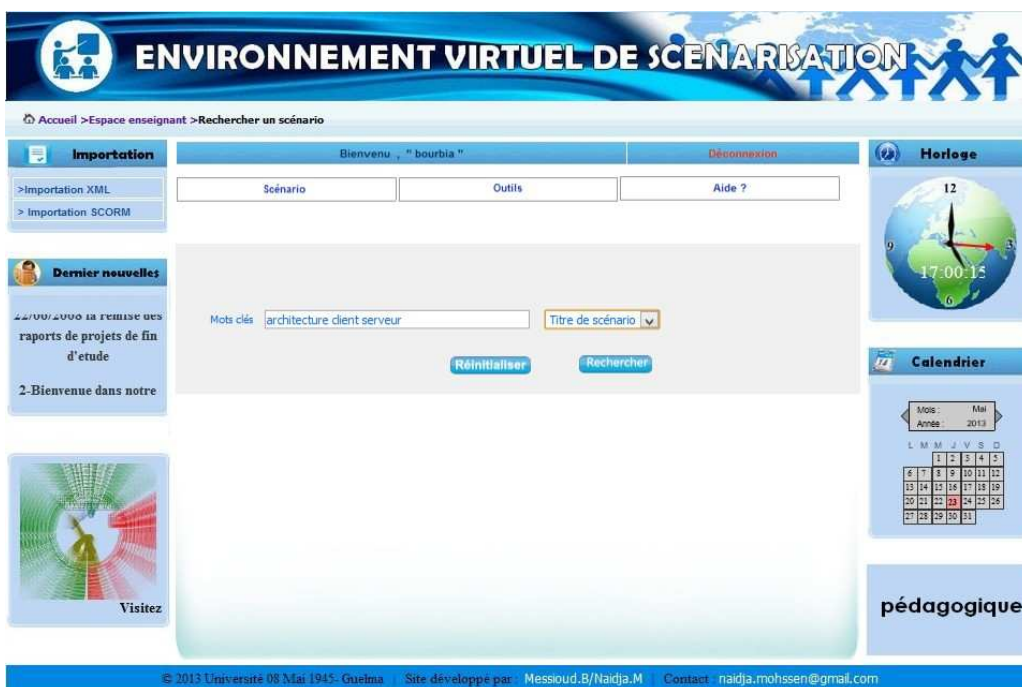 ENVIRONNEMENT VIRTUEL DE SCENARISATION
Accueil >Espace enseignant >Rechercher un scénario
Importation
>Importation XML
> Importation SCORM
Bienvenu , " bourbia "
Déconnexion
Scénario
Outils
Aide ?
Horloge
12
9
3
17:00:15
6
Dernier nouvelles
22/06/2008 la remise des
raports de projets de fin
d'etude
2-Bienvenue dans notre
Mots clés
architecture client serveur
Titre de scénario
Réinitialiser
Rechercher
Calendrier
Mois : Mai
Année : 2013
L M M J V S D
1 2 3 4 5
6 7 8 9 10 11 12
13 14 15 16 17 18 19
20 21 22 23 24 25 26
27 28 29 30 31
Visitez
pédagogique
© 2013 Université 08 Mai 1945- Guelma | Site développé par : Messioud.B/Naidja.M | Contact : naidja.mohssen@gmail.com